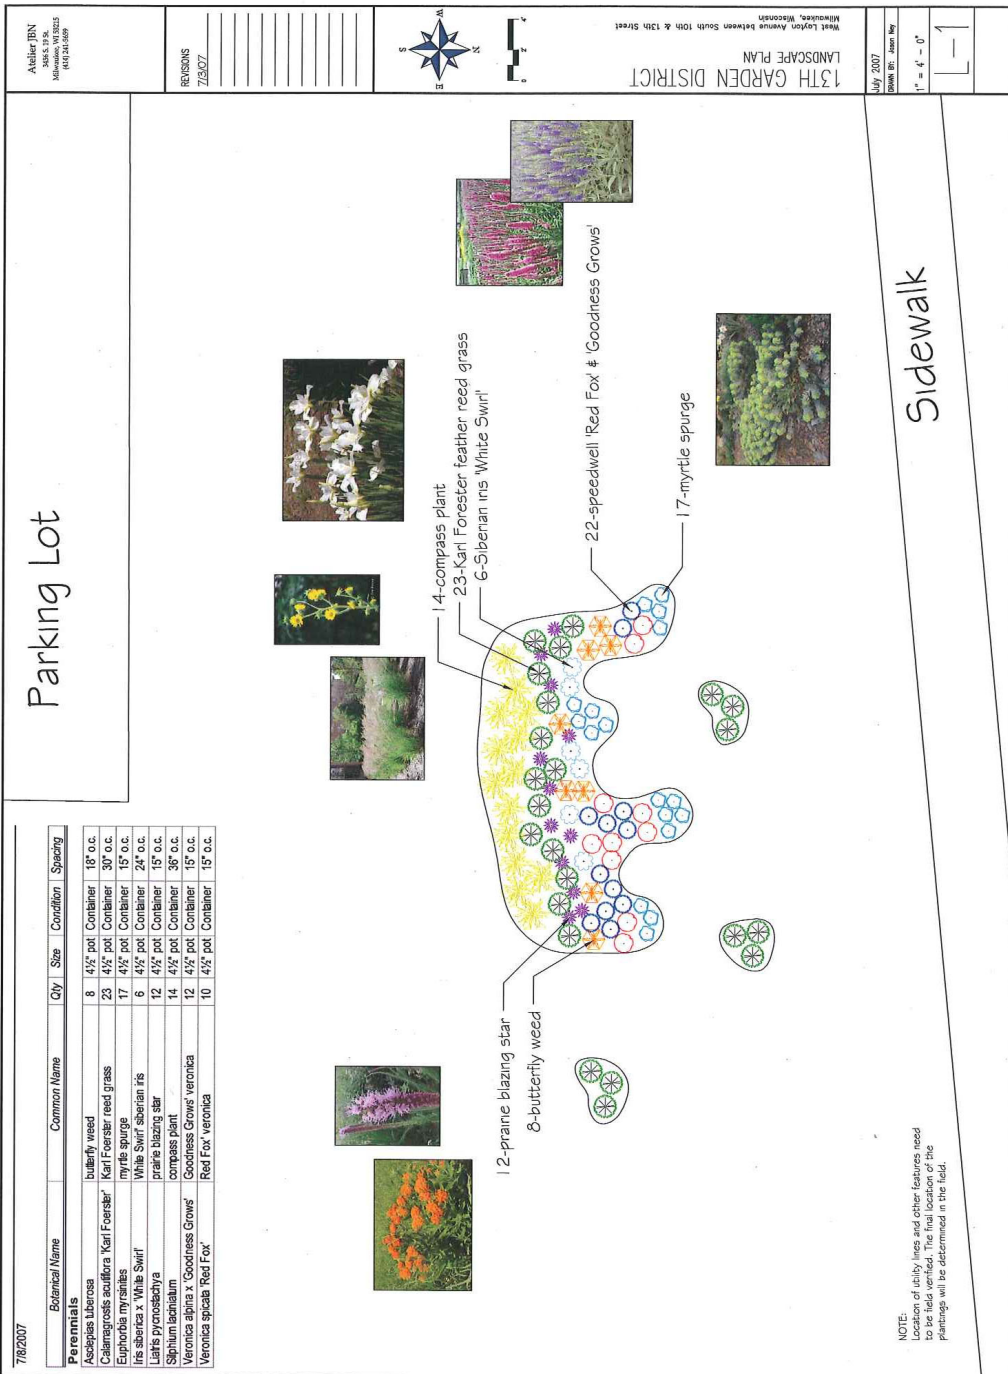 7/8/2007
Botanical Name Common Name Qty Size Condition Spacing
Perennials
Asclepias tuberosa butterfly weed 8 4½" pot Container 18" o.c.
Calamagrostis acutiflora 'Karl Foerster' Karl Foerster reed grass 23 4½" pot Container 30" o.c.
Euphorbia myrsinites myrtle spurge 17 4½" pot Container 15" o.c.
Iris siberica x 'White Swirl' White Swirl' siberian iris 6 4½" pot Container 24" o.c.
Liatris pycnostachya prairie blazing star 12 4½" pot Container 15" o.c.
Silphium laciniatum compass plant 14 4½" pot Container 36" o.c.
Veronica alpina x 'Goodness Grows' Goodness Grows' veronica 12 4½" pot Container 15" o.c.
Veronica spicata 'Red Fox' Red Fox' veronica 10 4½" pot Container 15" o.c.
Parking Lot
14-compass plant
23-Karl Forester feather reed grass
6-Siberian iris 'White Swirl'
22-speedwell 'Red Fox' & 'Goodness Grows'
17-myrtle spurge
12-prairie blazing star
8-butterfly weed
Sidewalk
NOTE:
Location of utility lines and other features need
to be field verified. The final location of the
plantings will be determined in the field.
Atelier JBN
3456 S. 19 St.
Milwaukee, WI 53215
REVISIONS
7/3/07
N
E
S
W
0 2' 4'
13TH GARDEN DISTRICT
LANDSCAPE PLAN
West Layton Avenue between South 10th & 13th Street
Milwaukee, Wisconsin
July 2007
DRAWN BY: Jason Ney
1" = 4' - 0"
L-1